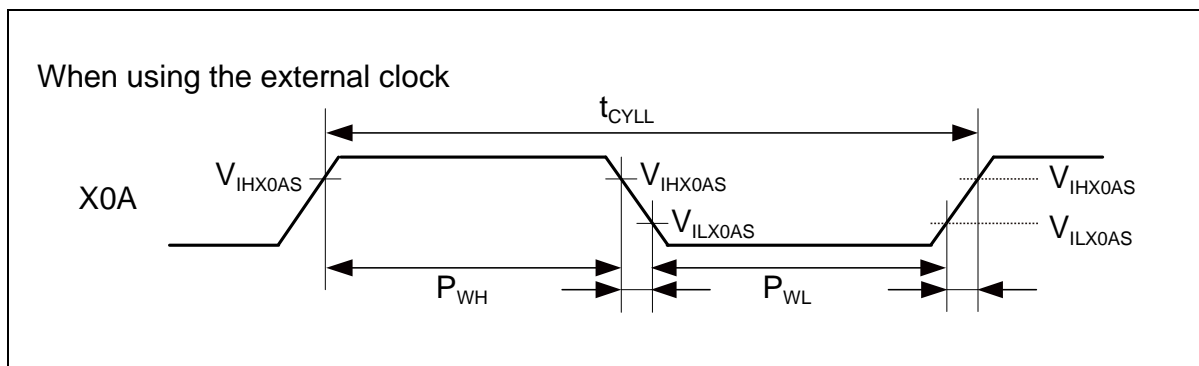 When using the external clock
tCYLL
VIHX0AS
VIHX0AS
VIHX0AS
X0A
VILX0AS
VILX0AS
PWH
PWL